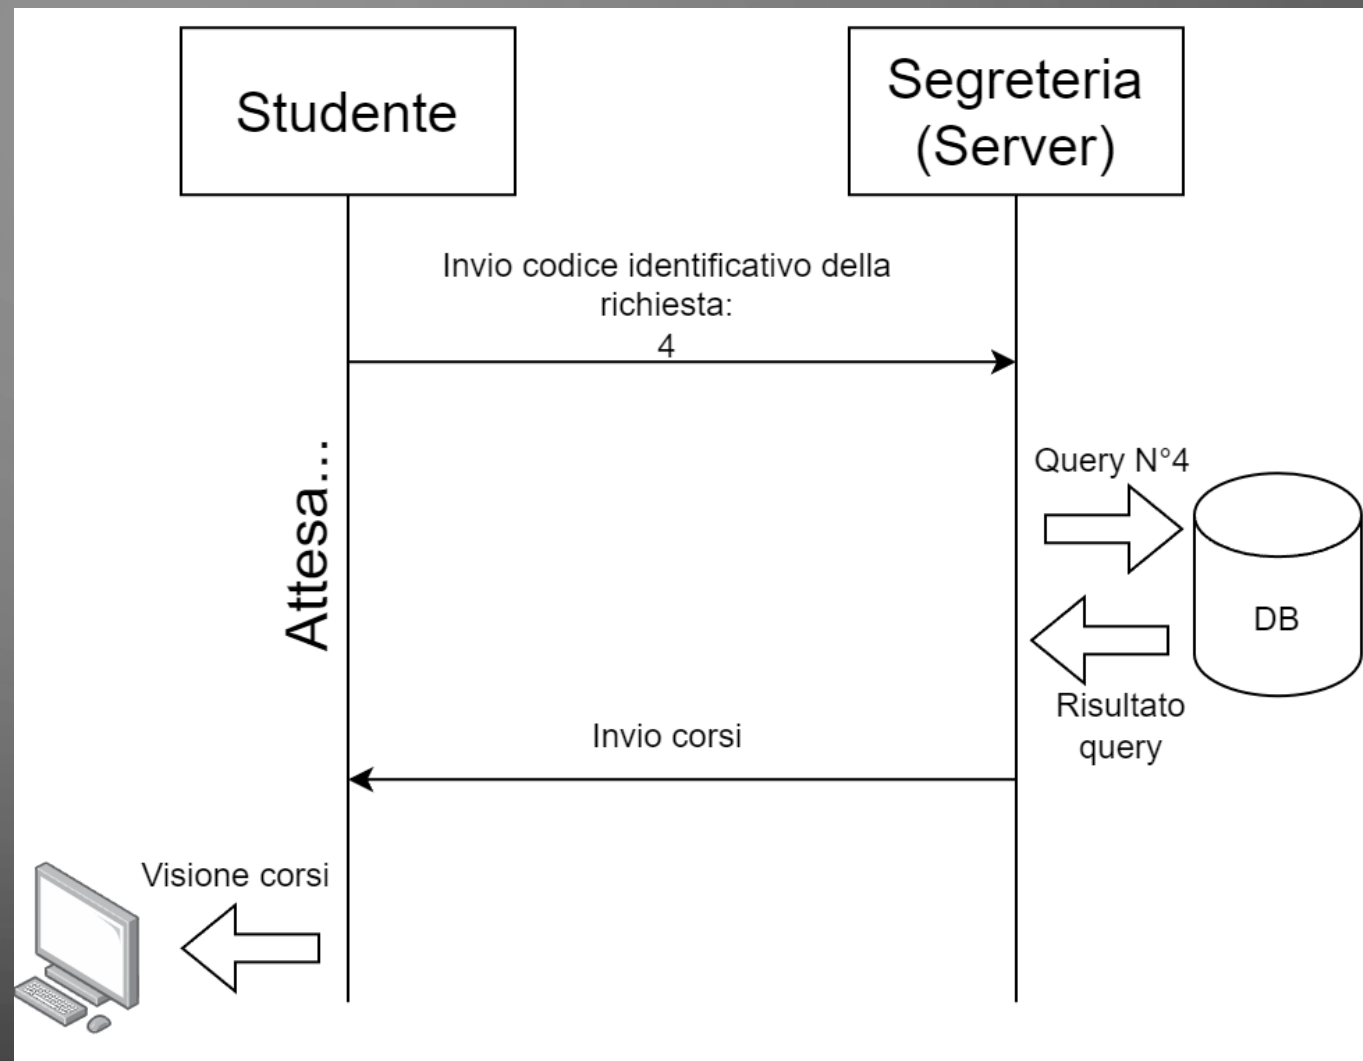 Studente
Segreteria
(Server)
Invio codice identificativo della
richiesta:
4
Attesa...
Query N°4
DB
Risultato
query
Invio corsi
Visione corsi